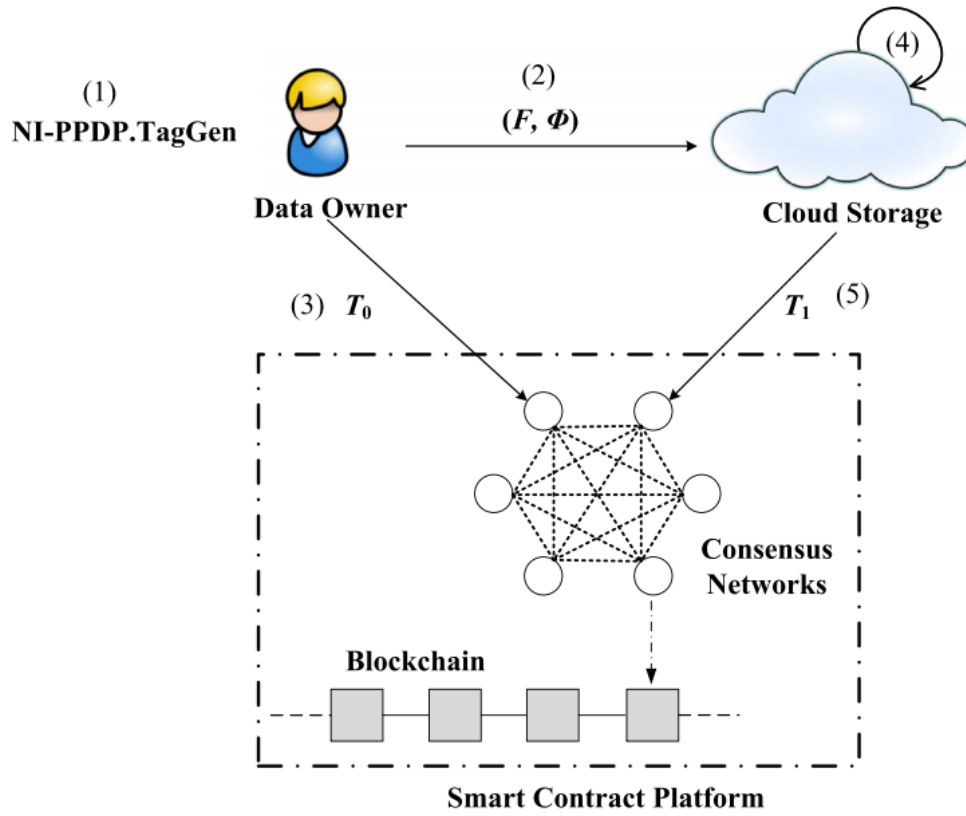 (1)
NI-PPDP.TagGen
(2)
(F, Φ)
(4)
Data Owner
Cloud Storage
(3) T₀
T₁ (5)
Consensus
Networks
Blockchain
Smart Contract Platform